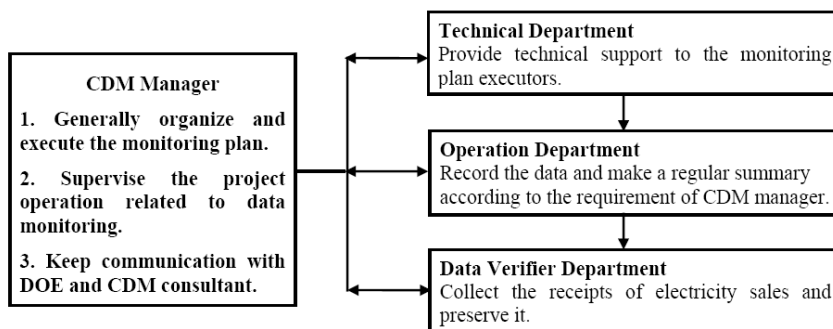 CDM Manager
1. Generally organize and
execute the monitoring plan.
2. Supervise the project
operation related to data
monitoring.
3. Keep communication with
DOE and CDM consultant.
Technical Department
Provide technical support to the monitoring
plan executors.
Operation Department
Record the data and make a regular summary
according to the requirement of CDM manager.
Data Verifier Department
Collect the receipts of electricity sales and
preserve it.